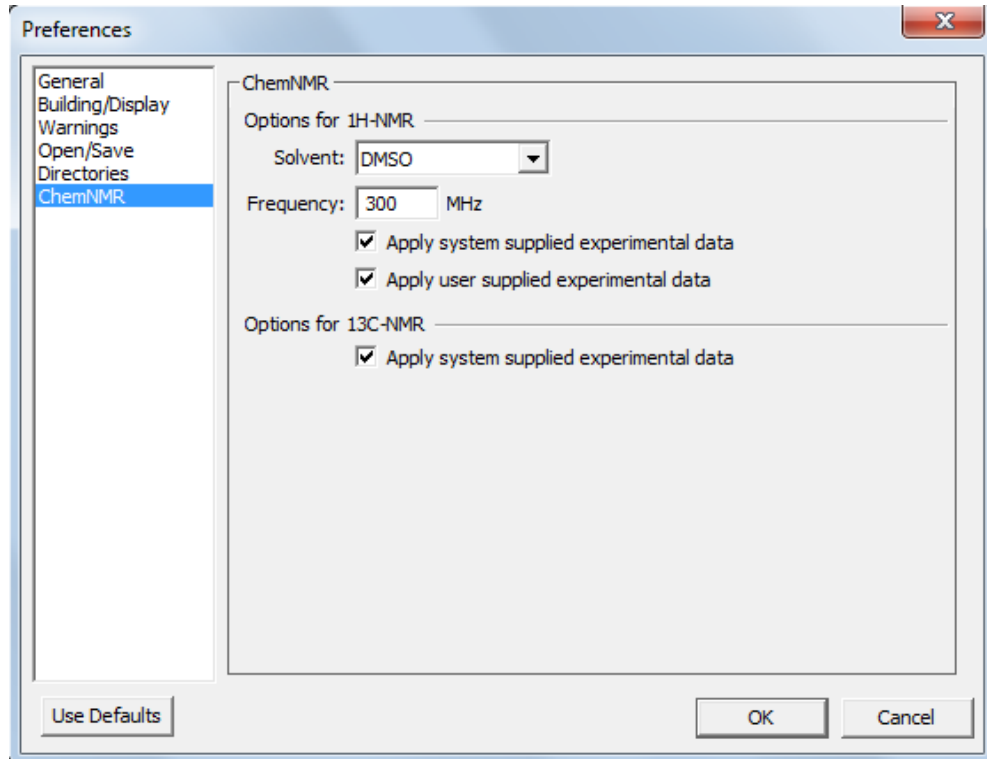 Preferences
General
Building/Display
Warnings
Open/Save
Directories
ChemNMR
ChemNMR
Options for 1H-NMR
Solvent: DMSO
Frequency: 300 MHz
Apply system supplied experimental data
Apply user supplied experimental data
Options for 13C-NMR
Apply system supplied experimental data
Use Defaults
OK
Cancel